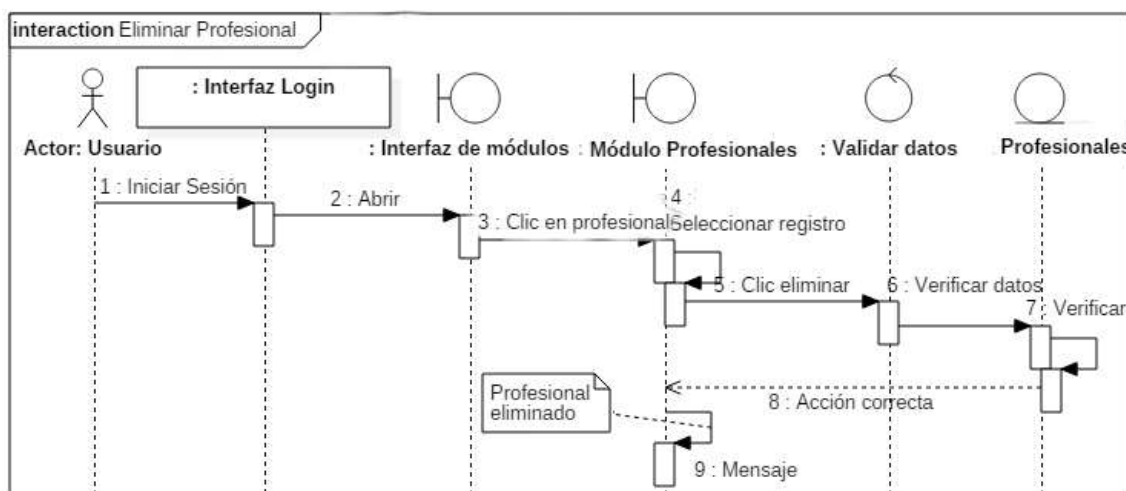 interaction Eliminar Profesional
: Interfaz Login
Actor: Usuario
: Interfaz de módulos
: Módulo Profesionales
: Validar datos
Profesionales
1 : Iniciar Sesión
2 : Abrir
3 : Clic en profesional
4 :
Seleccionar registro
5 : Clic eliminar
6 : Verificar datos
7 : Verificar
8 : Acción correcta
Profesional
eliminado
9 : Mensaje